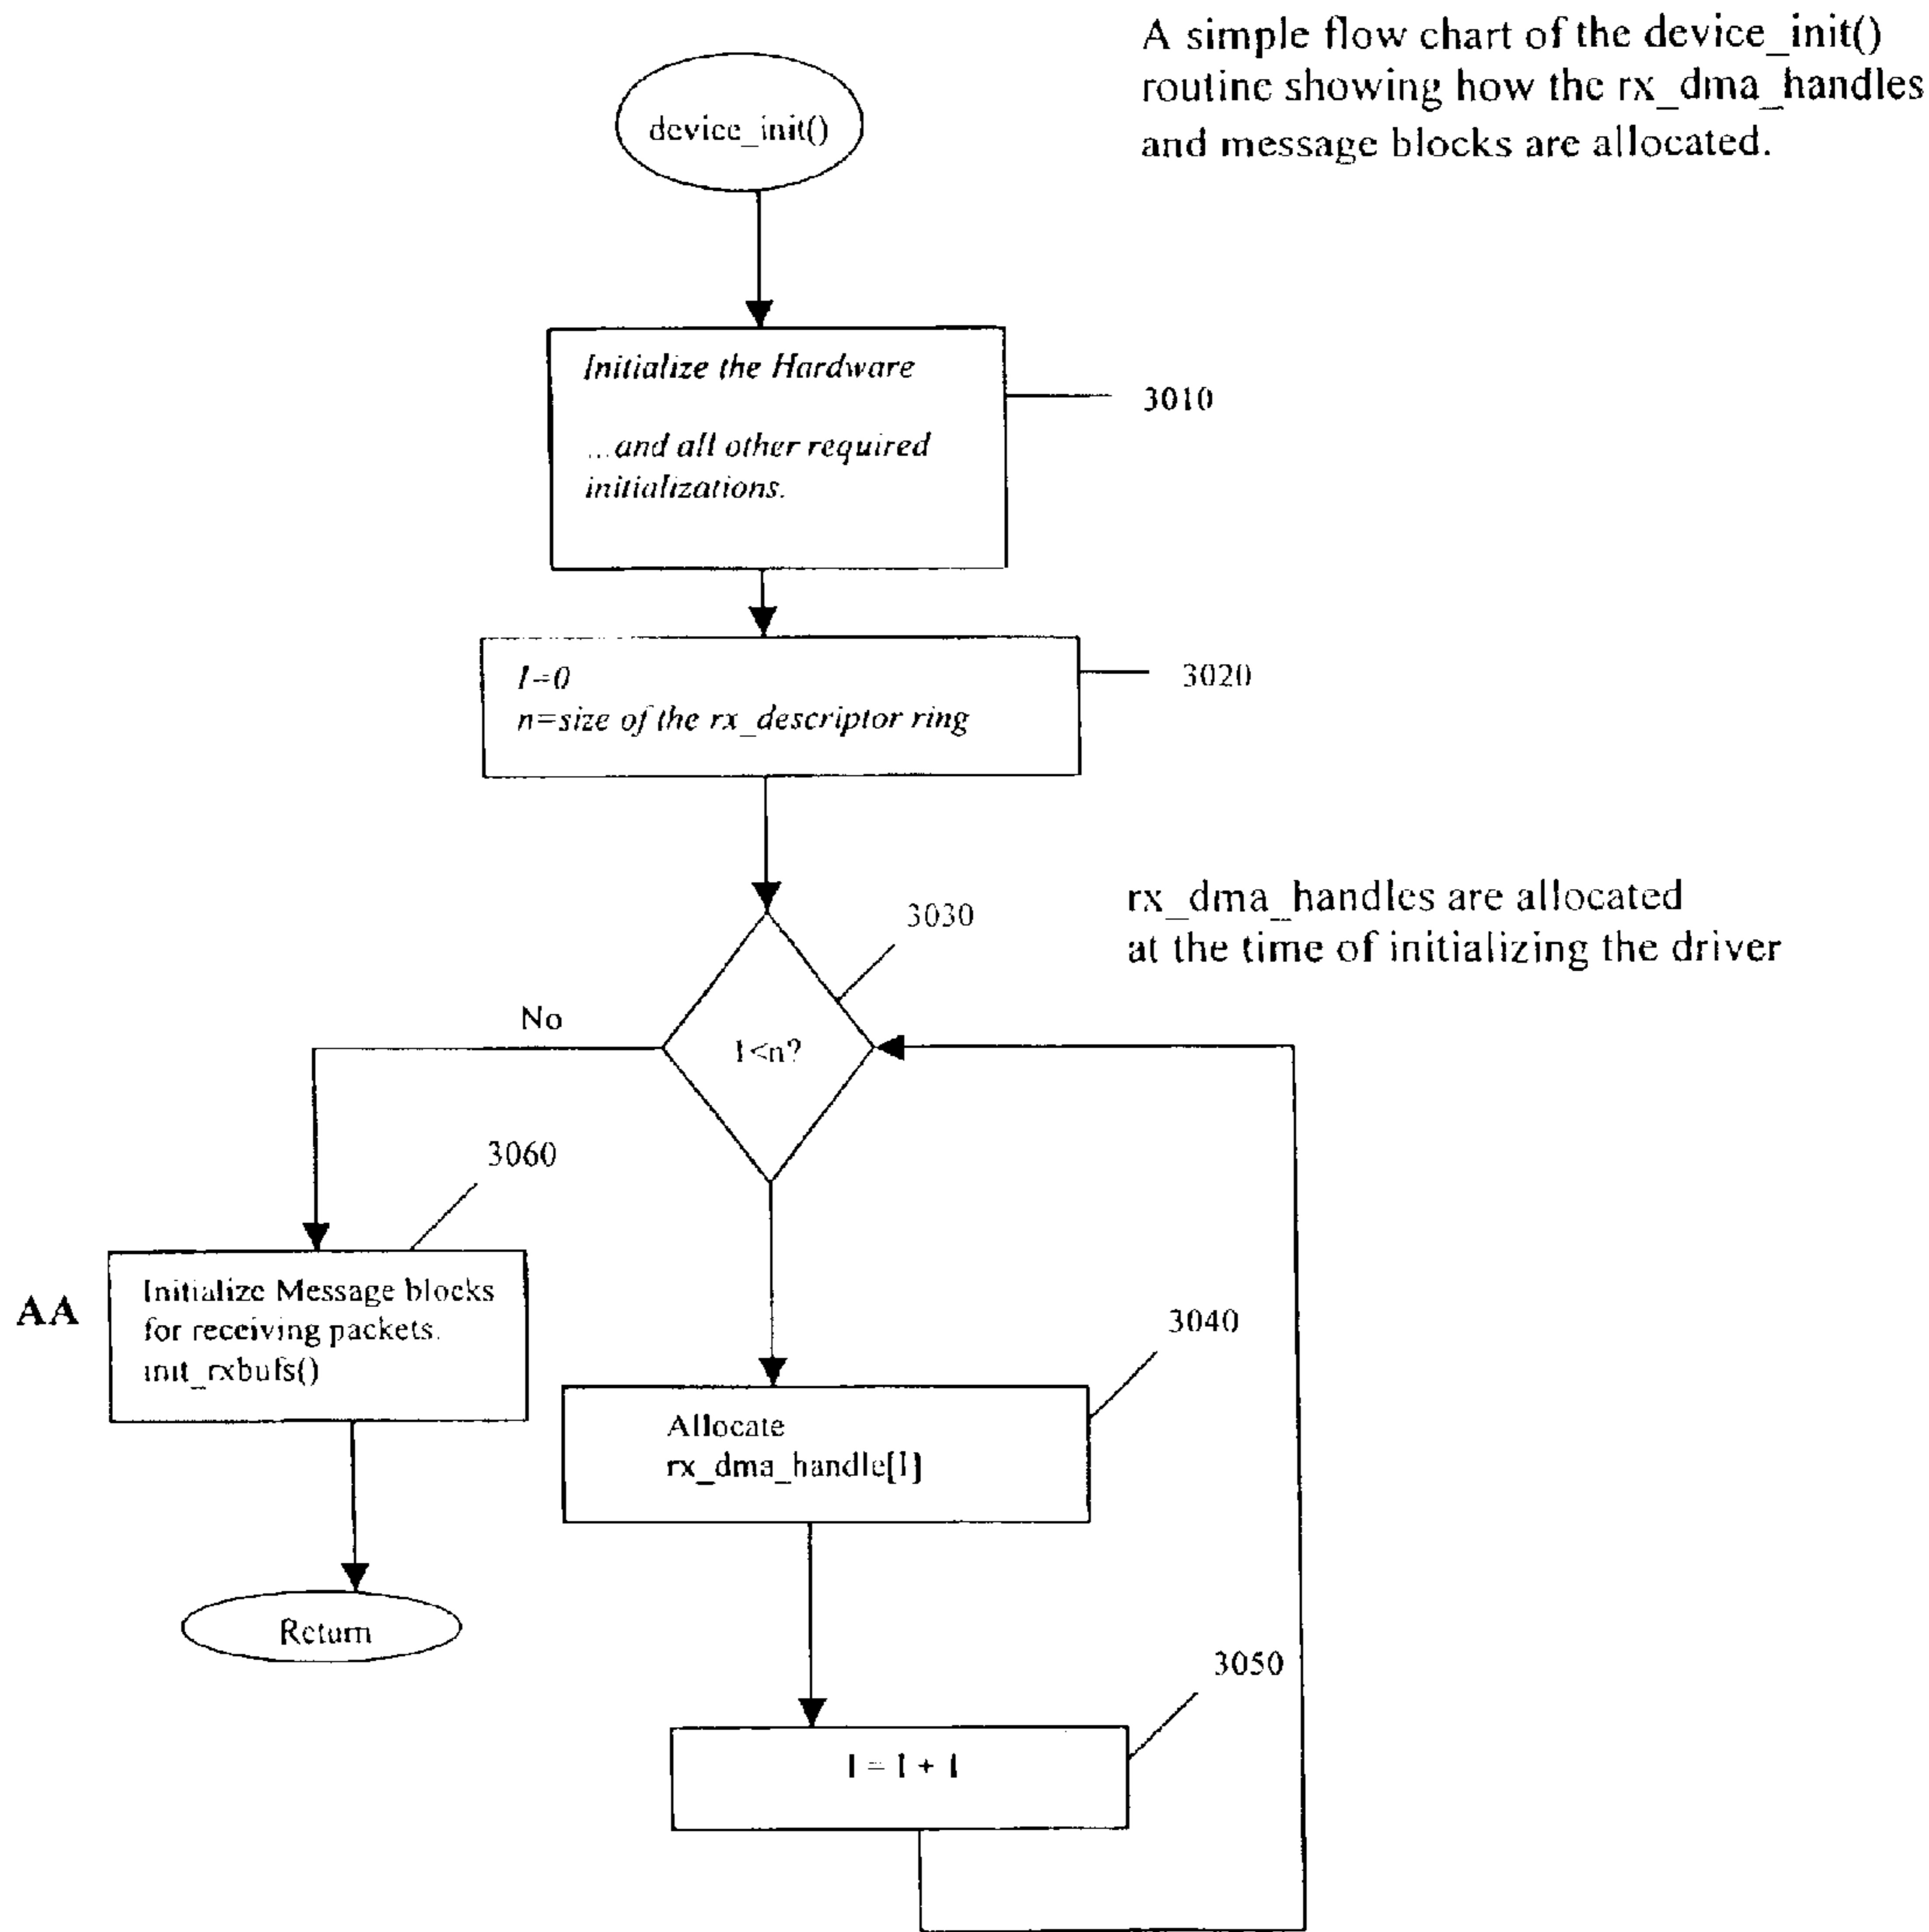 A simple flow chart of the device_init()
routine showing how the rx_dma_handles
and message blocks are allocated.
device_init()
Initialize the Hardware
...and all other required
initializations.
3010
I=0
n=size of the rx_descriptor ring
3020
3030
rx_dma_handles are allocated
at the time of initializing the driver
No
I<n?
3060
AA
Initialize Message blocks
for receiving packets.
init_rxbufs()
3040
Allocate
rx_dma_handle[I]
Return
3050
I = I + 1